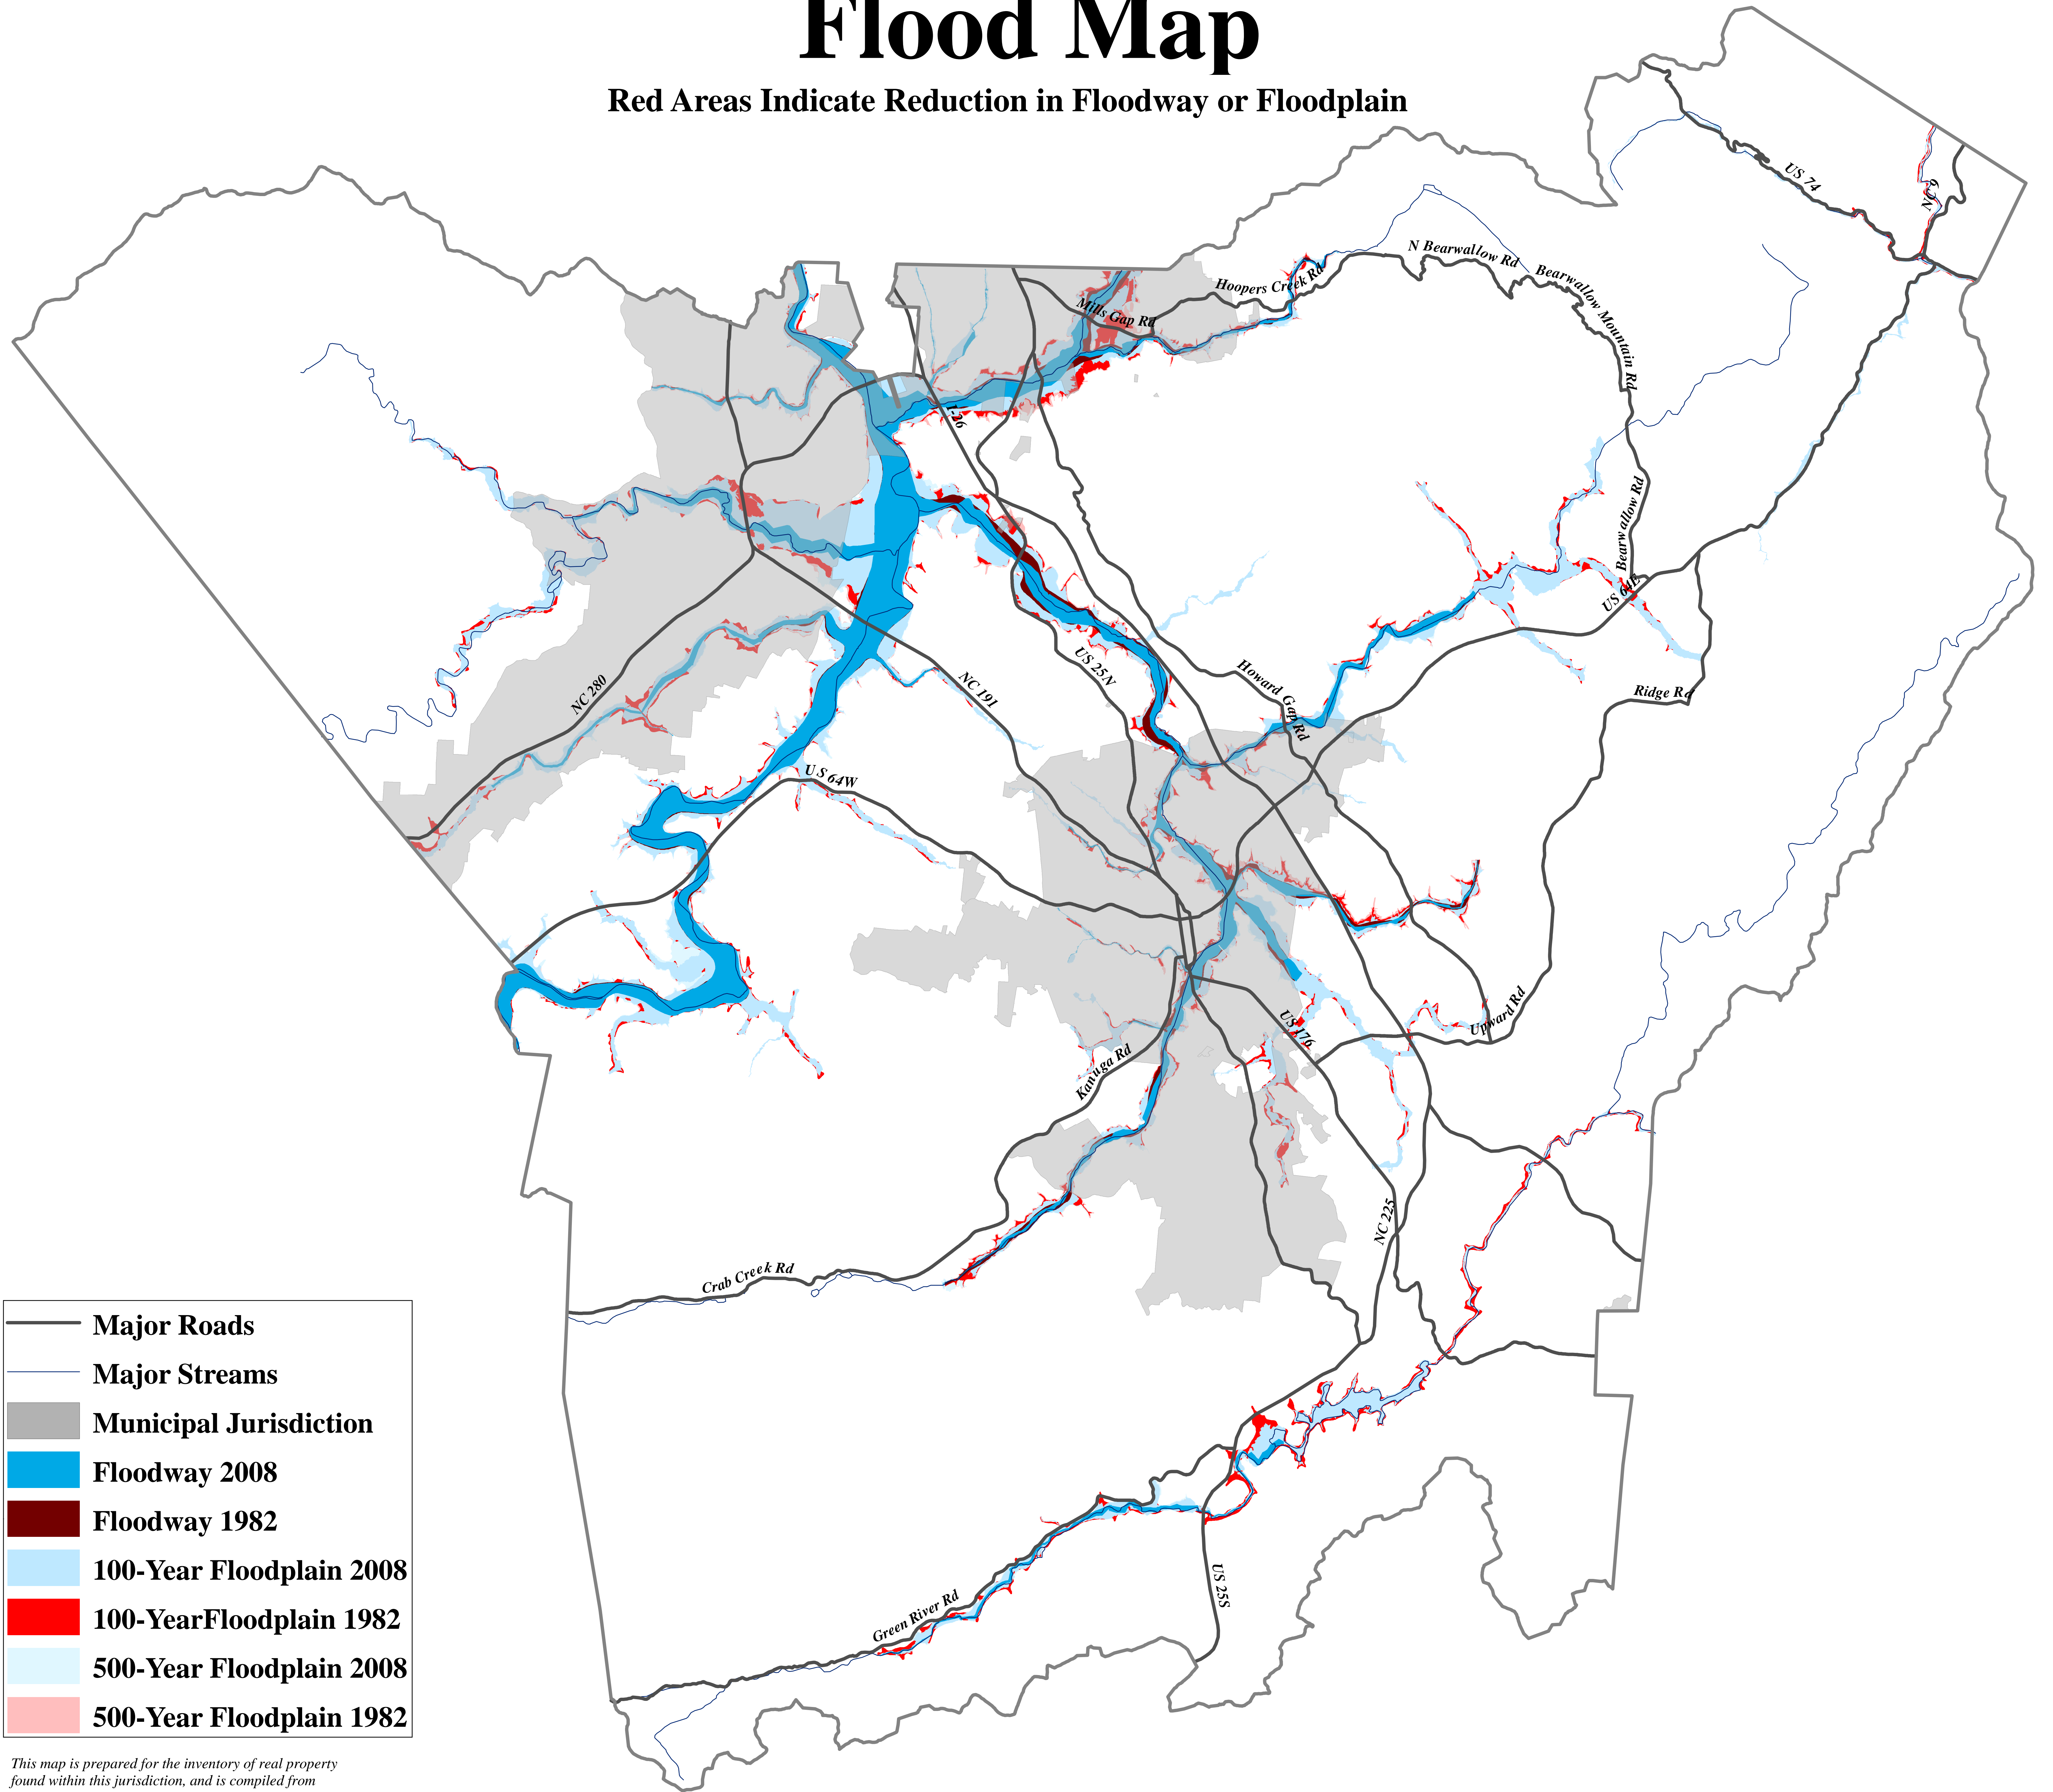 Flood Map
Red Areas Indicate Reduction in Floodway or Floodplain
US 74
NC 9
N Bearwallow Rd
Bearwallow Mountain Rd
Hoopers Creek Rd
Mills Gap Rd
I-26
Bearwallow Rd
US 64E
US 25N
Howard Gap Rd
NC 280
NC 191
Ridge Rd
US 64W
Upward Rd
US 176
Kanuga Rd
NC 225
Crab Creek Rd
US 25S
Green River Rd
Major Roads
Major Streams
Municipal Jurisdiction
Floodway 2008
Floodway 1982
100-Year Floodplain 2008
100-YearFloodplain 1982
500-Year Floodplain 2008
500-Year Floodplain 1982
This map is prepared for the inventory of real property
found within this jurisdiction, and is compiled from